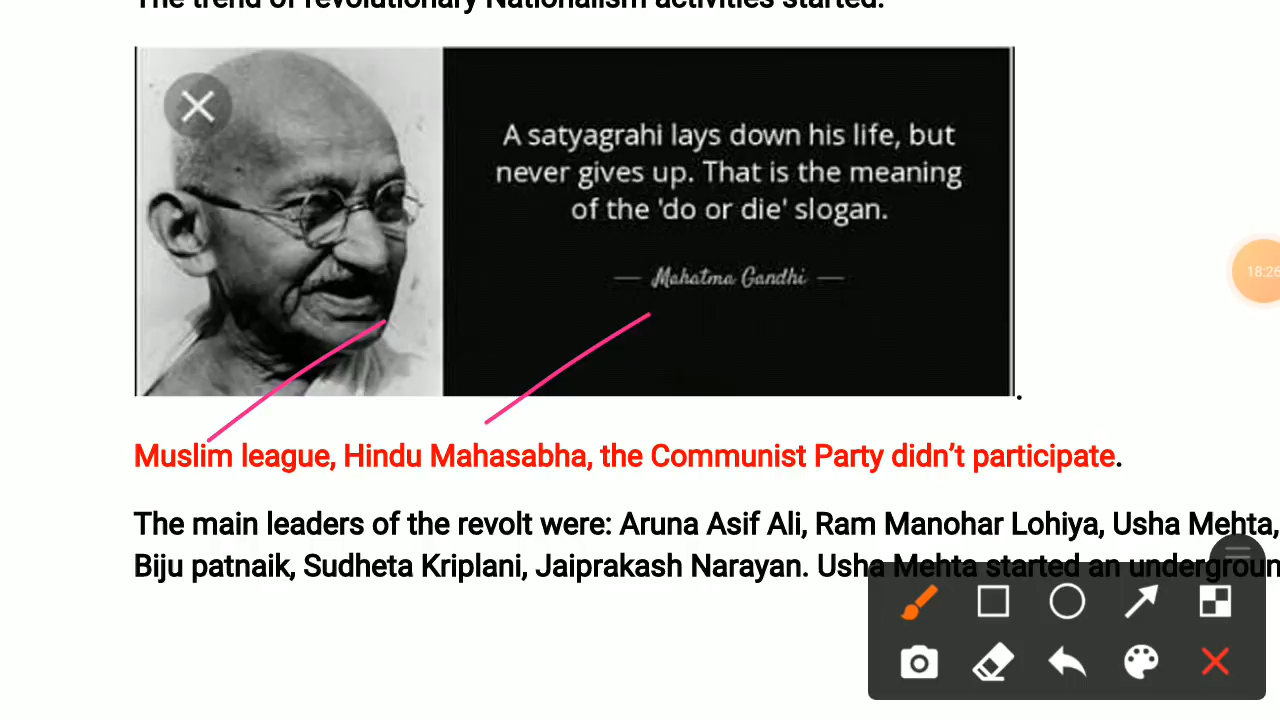 The trend of revolutionary Nationalism activities started.
A satyagrahi lays down his life, but
never gives up. That is the meaning
of the 'do or die' slogan.
— Mahatma Gandhi —
18:26
Muslim league, Hindu Mahasabha, the Communist Party didn’t participate.
The main leaders of the revolt were: Aruna Asif Ali, Ram Manohar Lohiya, Usha Mehta,
Biju patnaik, Sudheta Kriplani, Jaiprakash Narayan. Usha Mehta started an undergroun